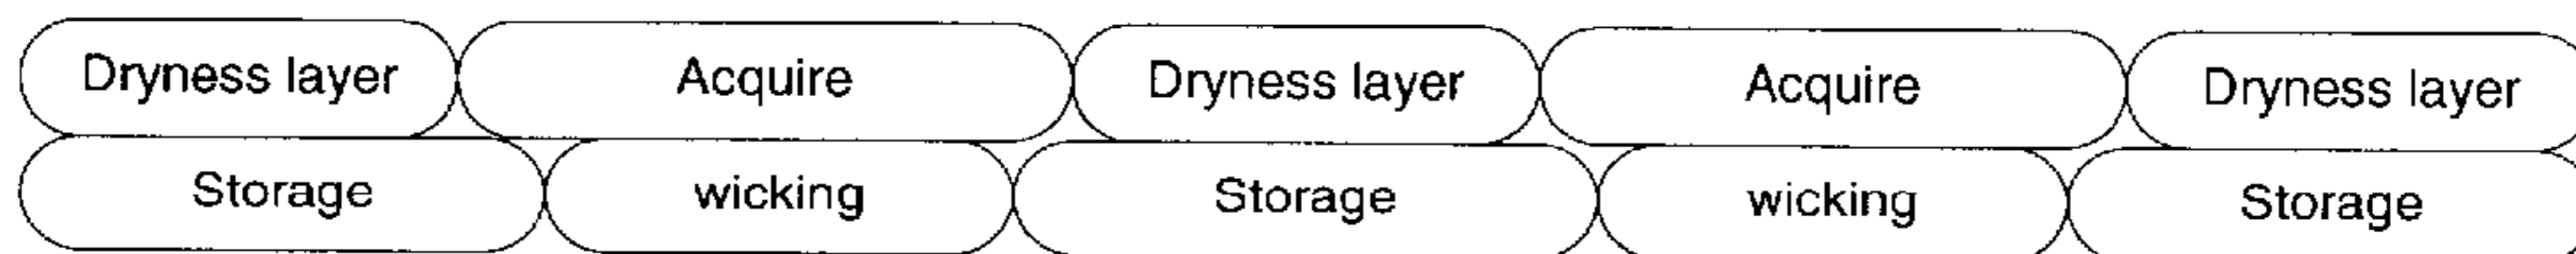 Dryness layer Acquire Dryness layer Acquire Dryness layer
Storage wicking Storage wicking Storage